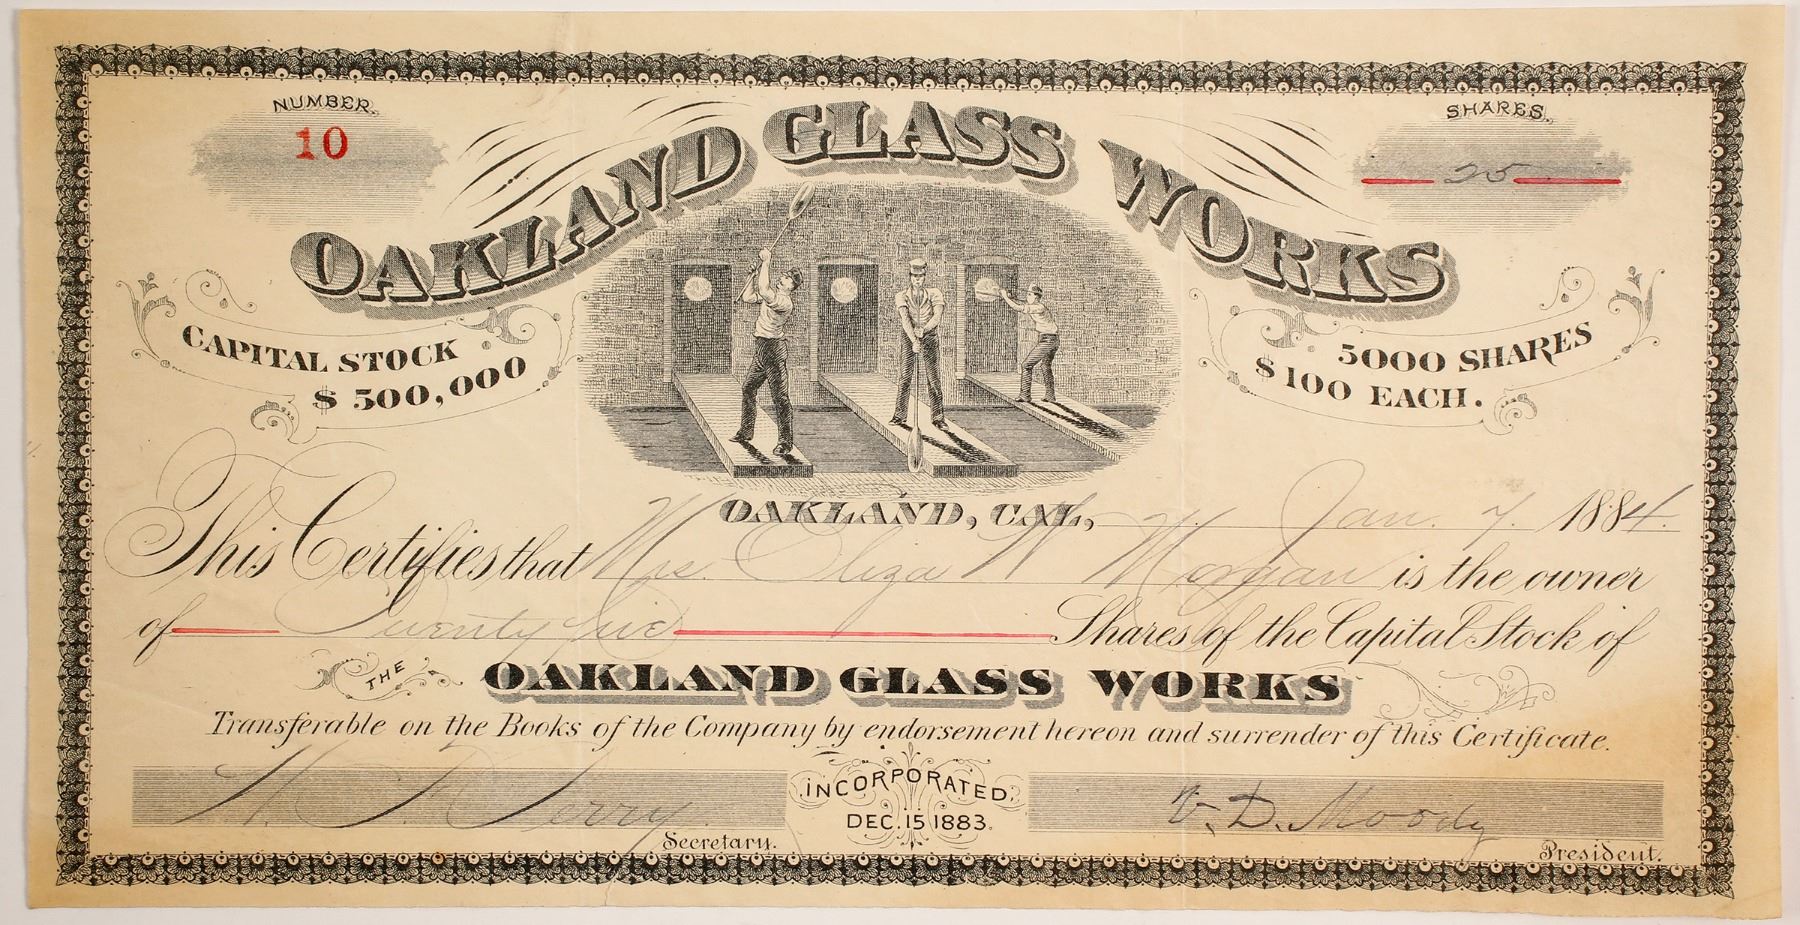 NUMBER.
10
SHARES.
25
OAKLAND GLASS WORKS
CAPITAL STOCK
$500,000
5000 SHARES
$100 EACH.
OAKLAND, CAL, Jan. 7. 1884.
This Certifies that Mrs. Eliza W Morgan is the owner
of Twenty five Shares of the Capital Stock of
THE OAKLAND GLASS WORKS
Transferable on the Books of the Company by endorsement hereon and surrender of this Certificate.
INCORPORATED.
DEC. 15 1883.
Perry
Secretary.
V. D. Moody
President.